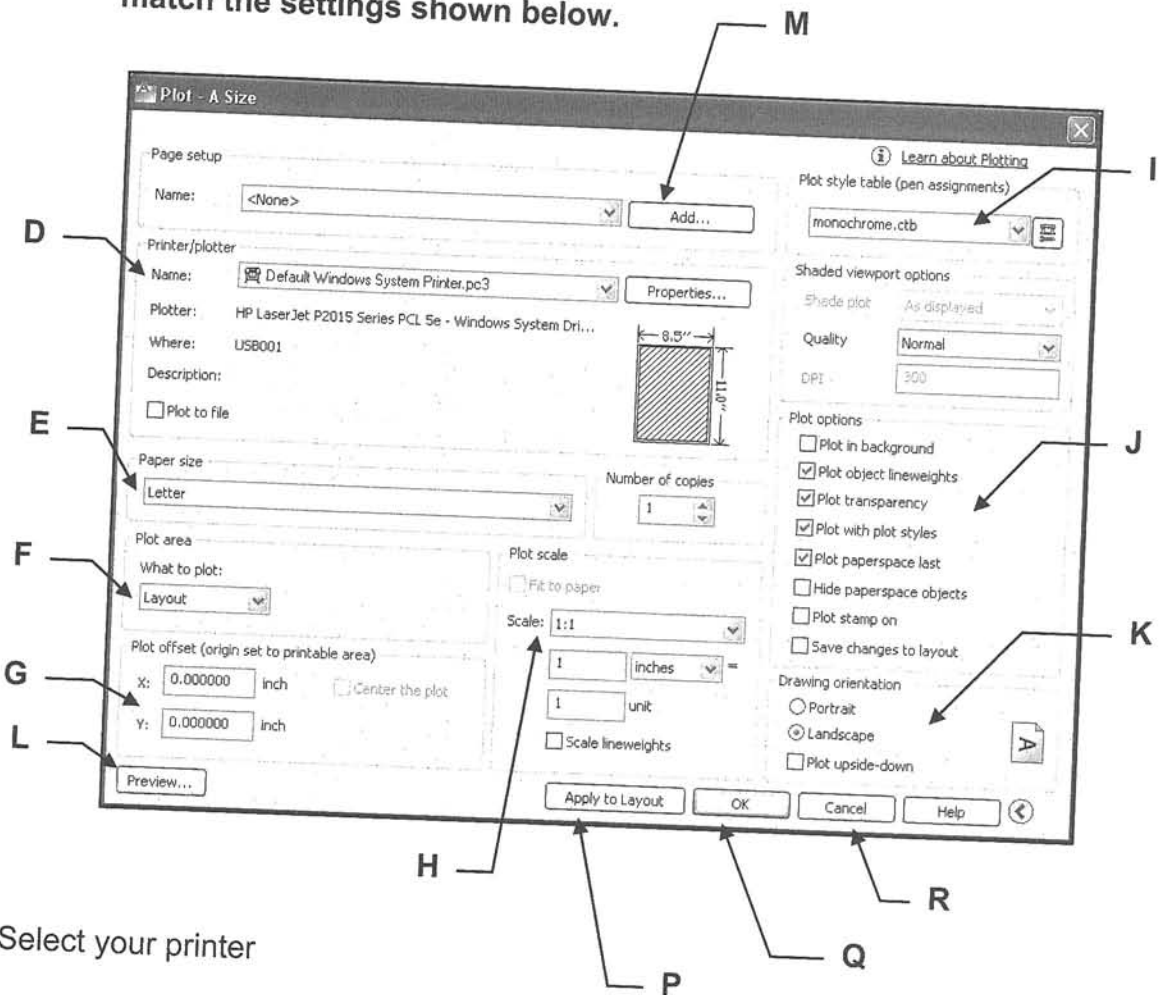 match the settings shown below.
M
Plot - A Size
Learn about Plotting
Page setup
Name: <None> Add...
Plot style table (pen assignments)
I
monochrome.ctb
D
Printer/plotter
Name: Default Windows System Printer.pc3 Properties...
Plotter: HP LaserJet P2015 Series PCL 5e - Windows System Dri...
Where: USB001
Description:
Plot to file
8.5"
11.0"
Shaded viewport options
Shade plot As displayed
Quality Normal
DPI 300
E
Paper size
Letter
Number of copies
1
Plot options
Plot in background
J
Plot object lineweights
Plot transparency
Plot with plot styles
Plot paperspace last
Hide paperspace objects
Plot stamp on
Save changes to layout
F
Plot area
What to plot:
Layout
Plot scale
Fit to paper
Scale: 1:1
1 inches =
1 unit
Scale lineweights
K
G
Plot offset (origin set to printable area)
X: 0.000000 inch Center the plot
Y: 0.000000 inch
Drawing orientation
Portrait
Landscape
Plot upside-down
A
L
Preview... Apply to Layout OK Cancel Help
H
R
Q
P
Select your printer